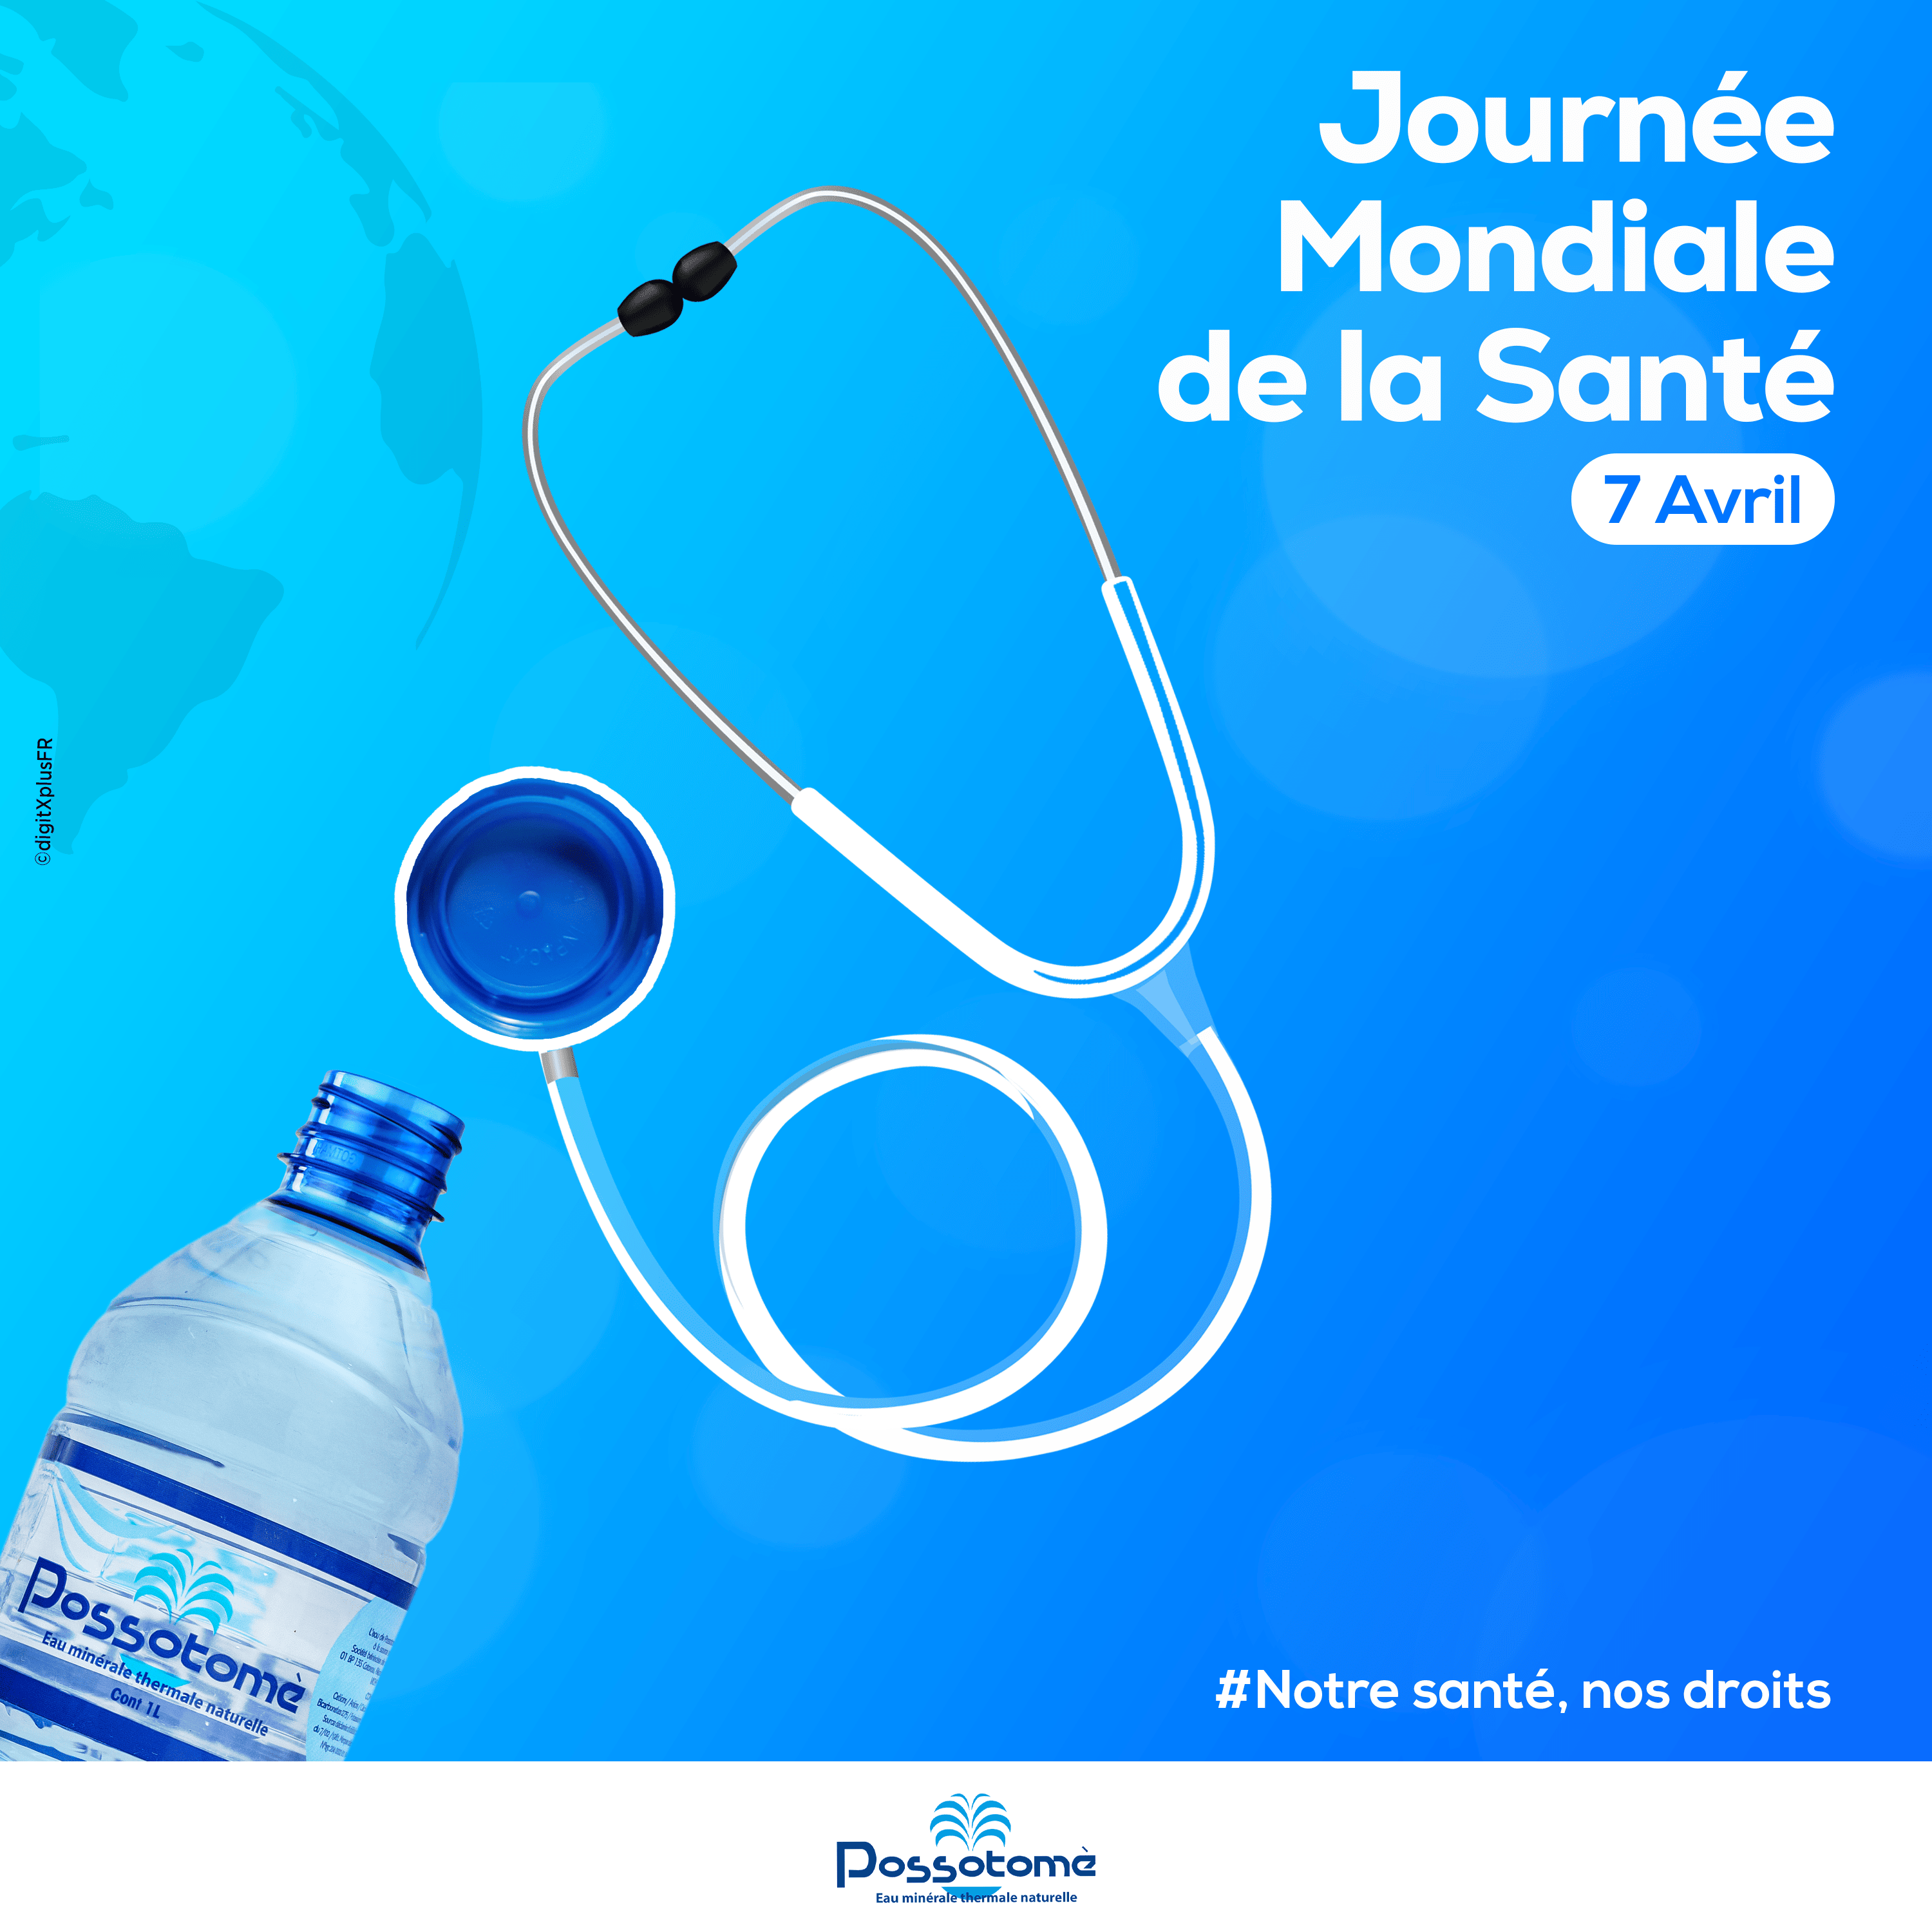 Journée
Mondiale
de la Santé
7 Avril
©digitXplusFR
Possotomè
Eau minérale thermale naturelle
Cont 1L
#Notre santé, nos droits
Possotomè
Eau minérale thermale naturelle